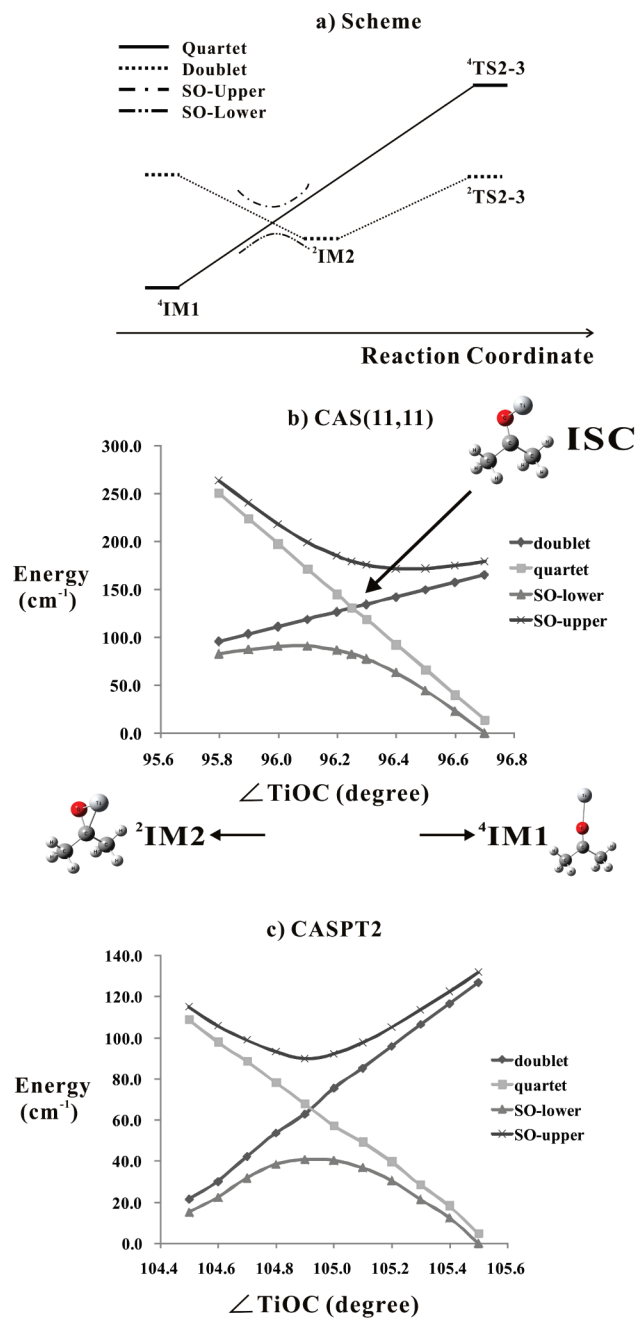 a) Scheme
Quartet
Doublet
SO-Upper
SO-Lower
⁴TS2-3
²TS2-3
²IM2
⁴IM1
Reaction Coordinate
b) CAS(11,11)
ISC
300.0
250.0
200.0
150.0
100.0
50.0
0.0
Energy
(cm⁻¹)
doublet
quartet
SO-lower
SO-upper
95.6 95.8 96.0 96.2 96.4 96.6 96.8
∠TiOC (degree)
²IM2
⁴IM1
c) CASPT2
140.0
120.0
100.0
80.0
60.0
40.0
20.0
0.0
Energy
(cm⁻¹)
doublet
quartet
SO-lower
SO-upper
104.4 104.6 104.8 105.0 105.2 105.4 105.6
∠TiOC (degree)